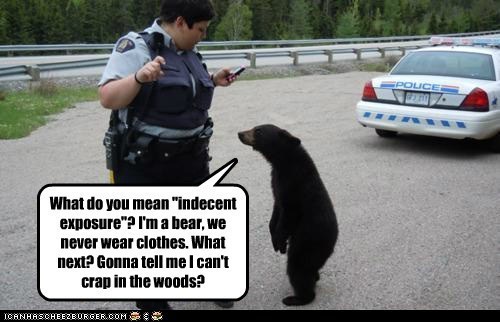 POLICE
What do you mean "indecent
exposure"? I'm a bear, we
never wear clothes. What
next? Gonna tell me I can't
crap in the woods?
ICANHASCHEEZBURGER.COM